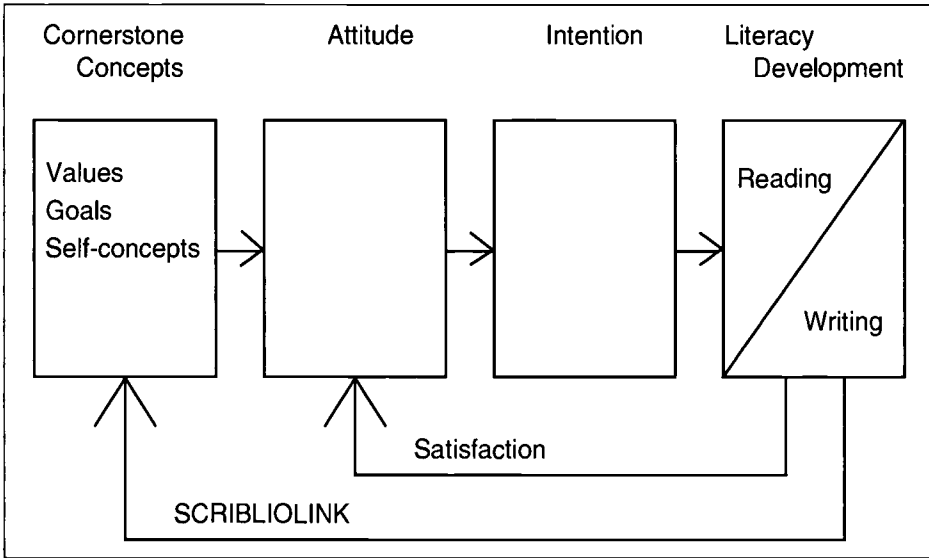 Cornerstone
Concepts
Attitude
Intention
Literacy
Development
Values
Goals
Self-concepts
Reading
Writing
Satisfaction
SCRIBLIOLINK